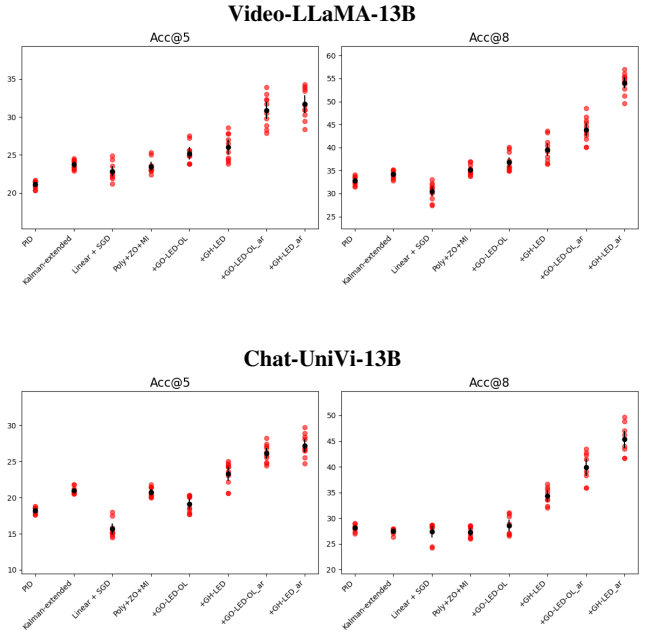 Video-LLaMA-13B
Acc@5
35
30
25
20
PID
Kalman-extended
Linear + SGD
Poly+ZO+MI
+GO-LED-OL
+GH-LED
+GO-LED-OL_ar
+GH-LED_ar
Acc@8
60
55
50
45
40
35
30
25
PID
Kalman-extended
Linear + SGD
Poly+ZO+MI
+GO-LED-OL
+GH-LED
+GO-LED-OL_ar
+GH-LED_ar
Chat-UniVi-13B
Acc@5
30
25
20
15
10
PID
Kalman-extended
Linear + SGD
Poly+ZO+MI
+GO-LED-OL
+GH-LED
+GO-LED-OL_ar
+GH-LED_ar
Acc@8
50
45
40
35
30
25
20
PID
Kalman-extended
Linear + SGD
Poly+ZO+MI
+GO-LED-OL
+GH-LED
+GO-LED-OL_ar
+GH-LED_ar